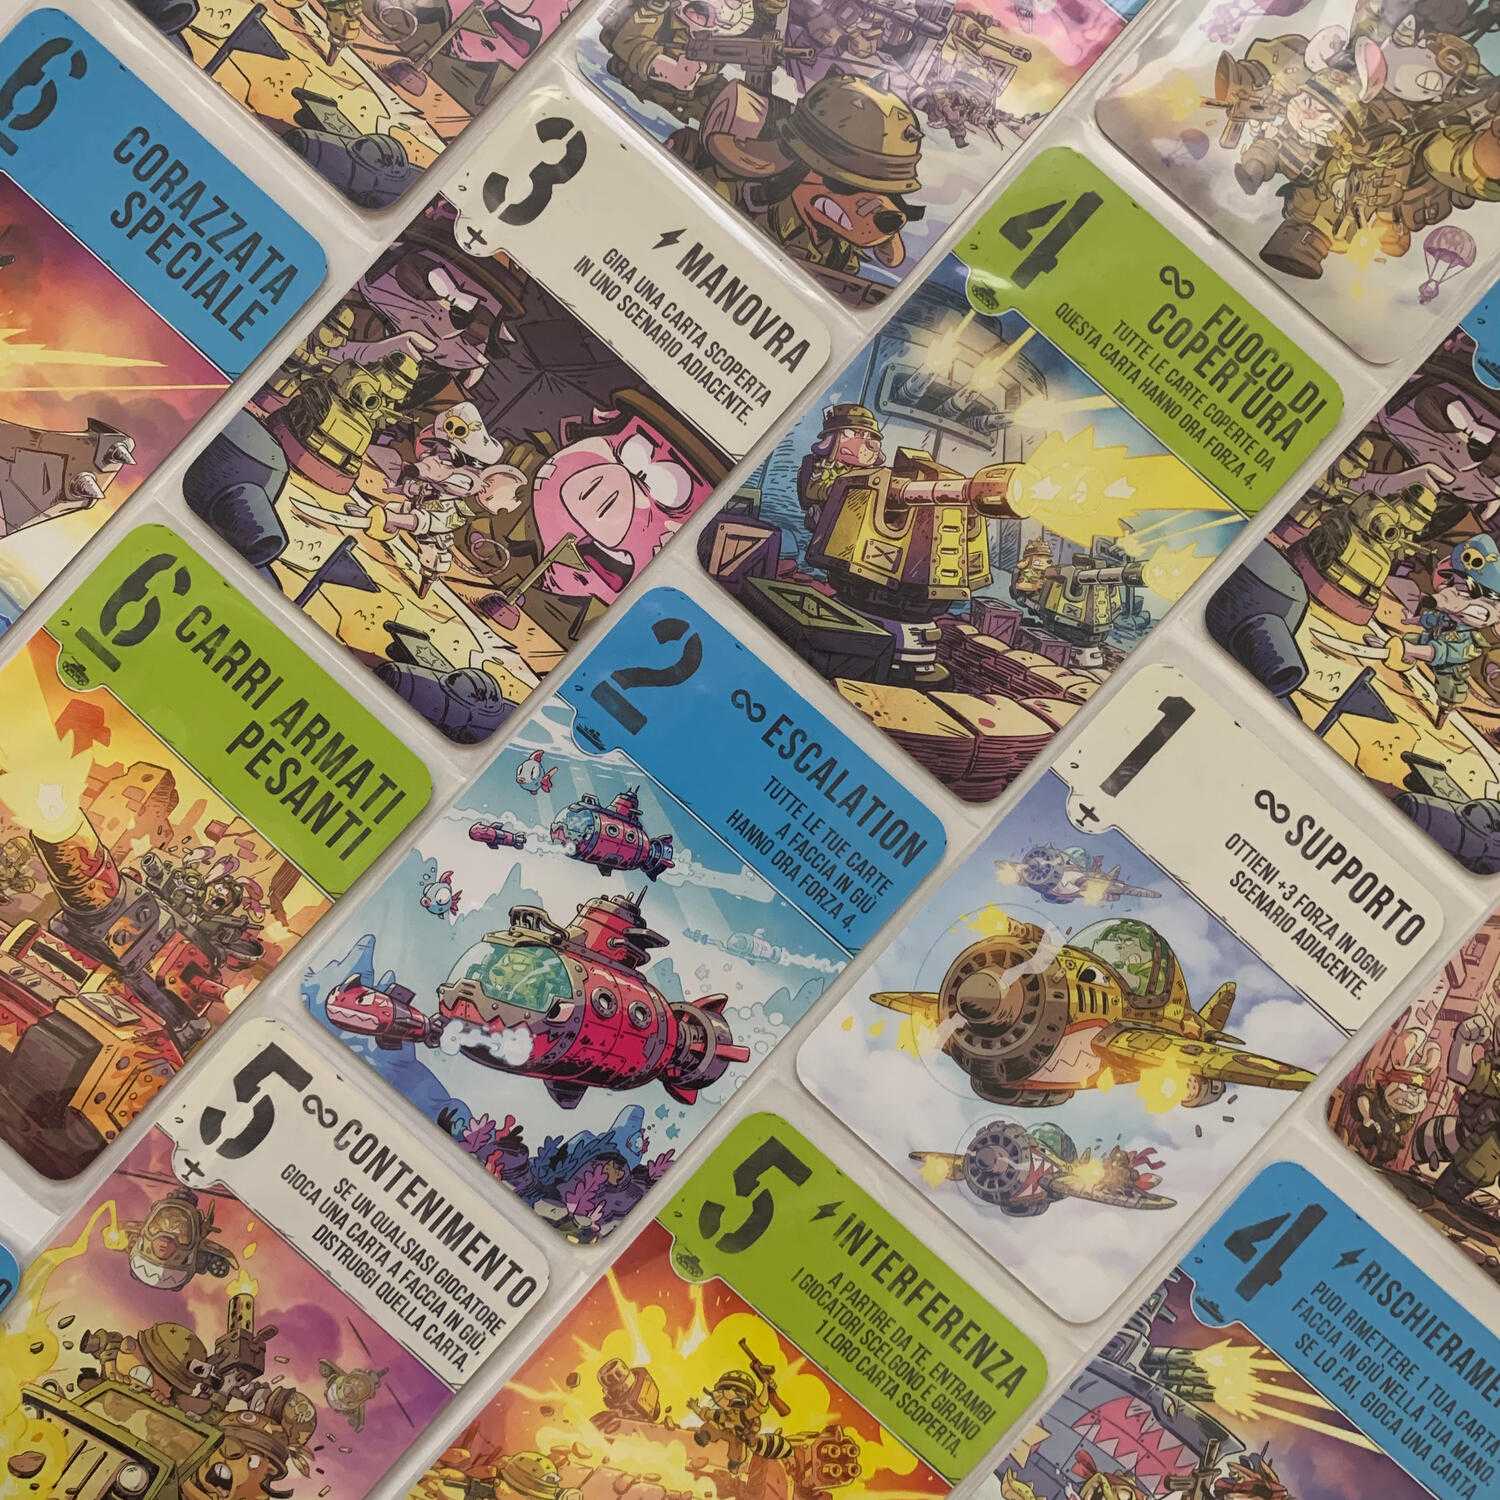 6
CORAZZATA
SPECIALE
3
MANOVRA
GIRA UNA CARTA SCOPERTA
IN UNO SCENARIO ADIACENTE.
4
∞ FUOCO DI
COPERTURA
TUTTE LE CARTE COPERTE DA
QUESTA CARTA HANNO ORA FORZA 4.
6
CARRI ARMATI
PESANTI
2
∞ ESCALATION
TUTTE LE TUE CARTE
A FACCIA IN GIÙ
HANNO ORA FORZA 4.
1
∞ SUPPORTO
OTTIENI +3 FORZA IN OGNI
SCENARIO ADIACENTE.
5
∞ CONTENIMENTO
SE UN QUALSIASI GIOCATORE
GIOCA UNA CARTA A FACCIA IN GIÙ,
DISTRUGGI QUELLA CARTA.
5
INTERFERENZA
A PARTIRE DA TE, ENTRAMBI
I GIOCATORI SCELGONO E GIRANO
1 LORO CARTA SCOPERTA.
4
RISCHIERAME
PUOI RIMETTERE 1 TUA CARTA
FACCIA IN GIÙ NELLA TUA MANO.
SE LO FAI, GIOCA UNA CARTA